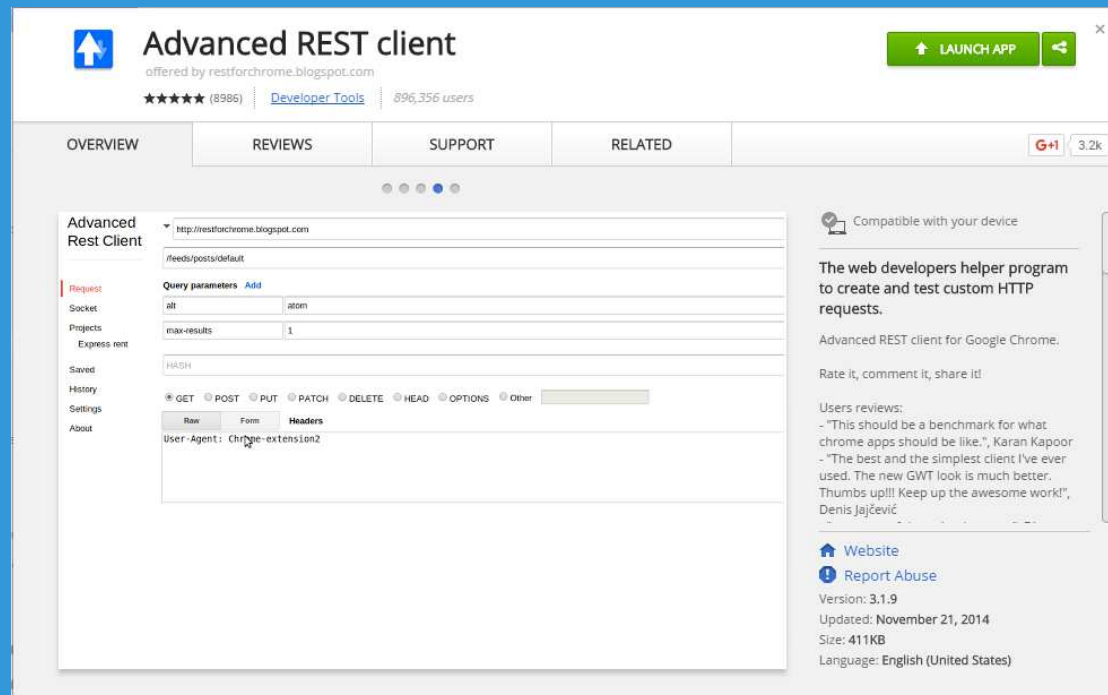 Advanced REST client
offered by restforchrome.blogspot.com
★★★★★ (8986) Developer Tools 896,356 users
LAUNCH APP
OVERVIEW REVIEWS SUPPORT RELATED
G+1 3.2k
Advanced
Rest Client
Request
Socket
Projects
Express rent
Saved
History
Settings
About
http://restforchrome.blogspot.com
/feeds/posts/default
Query parameters Add
alt atom
max-results 1
HASH
GET POST PUT PATCH DELETE HEAD OPTIONS Other
Raw Form Headers
User-Agent: Chrome-extension2
Compatible with your device
The web developers helper program
to create and test custom HTTP
requests.
Advanced REST client for Google Chrome.
Rate it, comment it, share it!
Users reviews:
- "This should be a benchmark for what
chrome apps should be like.", Karan Kapoor
- "The best and the simplest client I've ever
used. The new GWT look is much better.
Thumbs up!!! Keep up the awesome work!",
Denis Jajčević
Website
Report Abuse
Version: 3.1.9
Updated: November 21, 2014
Size: 411KB
Language: English (United States)